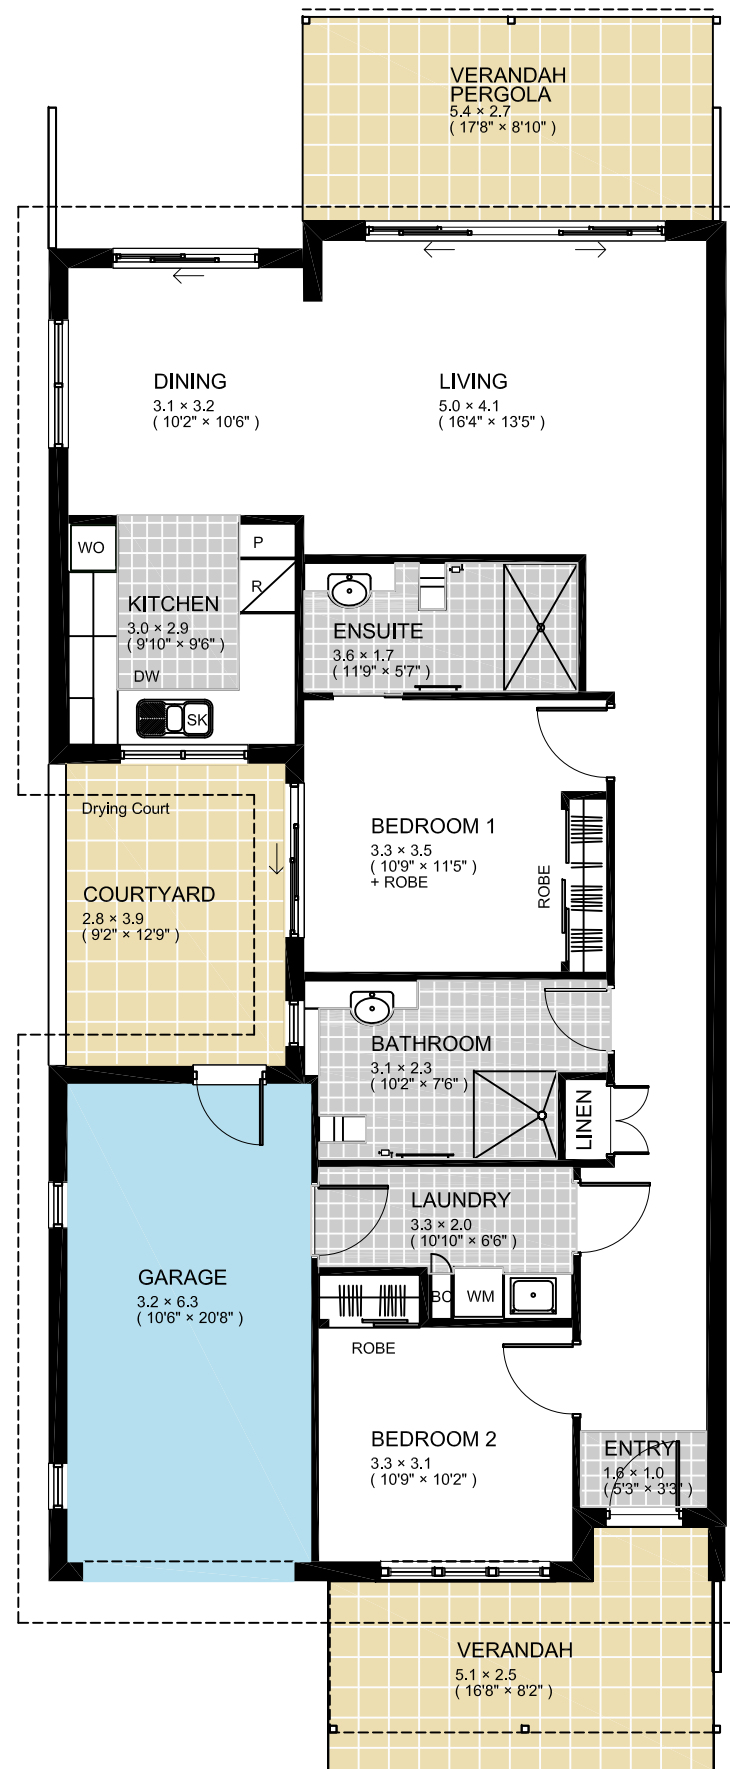 VERANDAH
PERGOLA
5.4 × 2.7
( 17'8" × 8'10" )
DINING
3.1 × 3.2
( 10'2" × 10'6" )
LIVING
5.0 × 4.1
( 16'4" × 13'5" )
WO
P
R
KITCHEN
3.0 × 2.9
( 9'10" × 9'6" )
DW
SK
ENSUITE
3.6 × 1.7
( 11'9" × 5'7" )
Drying Court
COURTYARD
2.8 × 3.9
( 9'2" × 12'9" )
BEDROOM 1
3.3 × 3.5
( 10'9" × 11'5" )
+ ROBE
ROBE
BATHROOM
3.1 × 2.3
( 10'2" × 7'6" )
LINEN
LAUNDRY
3.3 × 2.0
( 10'10" × 6'6" )
BC
WM
GARAGE
3.2 × 6.3
( 10'6" × 20'8" )
ROBE
BEDROOM 2
3.3 × 3.1
( 10'9" × 10'2" )
ENTRY
1.6 × 1.0
( 5'3" × 3'3" )
VERANDAH
5.1 × 2.5
( 16'8" × 8'2" )